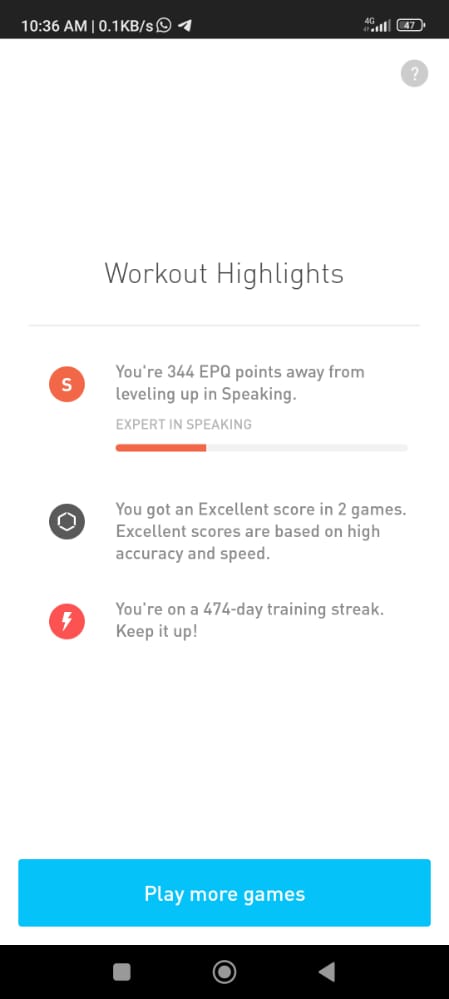 10:36 AM | 0.1KB/s
4G
47
?
Workout Highlights
S
You're 344 EPQ points away from
leveling up in Speaking.
EXPERT IN SPEAKING
You got an Excellent score in 2 games.
Excellent scores are based on high
accuracy and speed.
You're on a 474-day training streak.
Keep it up!
Play more games